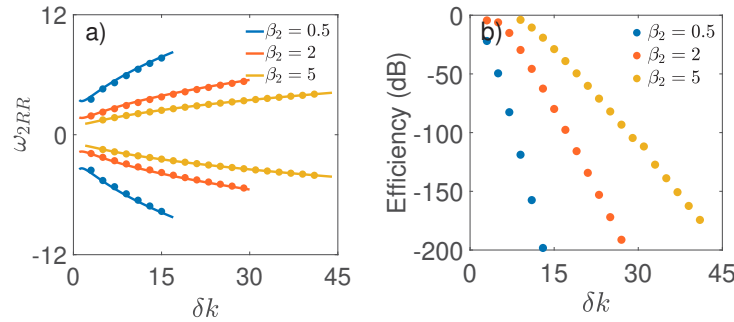 a)
12
0
-12
ω2RR
β2 = 0.5
β2 = 2
β2 = 5
0 15 30 45
δk
b)
0
-50
-100
-150
-200
Efficiency (dB)
β2 = 0.5
β2 = 2
β2 = 5
0 15 30 45
δk